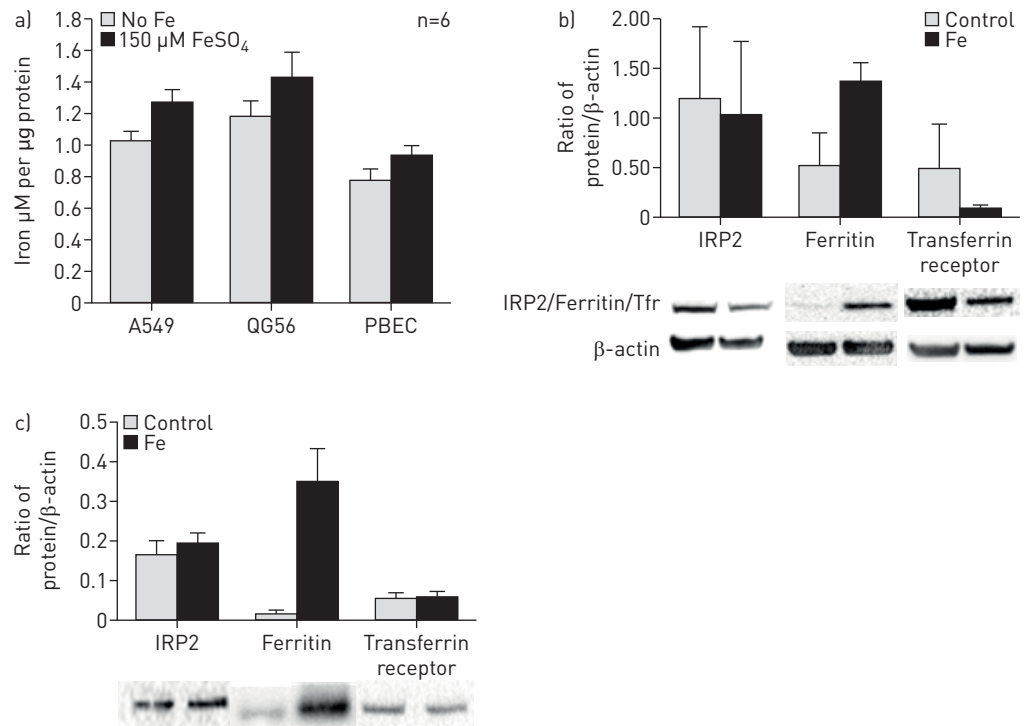 a)
No Fe
150 µM FeSO₄
n=6
Iron µM per µg protein
1.8
1.6
1.4
1.2
1.0
0.8
0.6
0.4
0.2
0
A549 QG56 PBEC
b)
Control
Fe
Ratio of
protein/β-actin
2.00
1.50
1.00
0.50
0
IRP2 Ferritin Transferrin
receptor
IRP2/Ferritin/Tfr
β-actin
c)
Control
Fe
Ratio of
protein/β-actin
0.5
0.4
0.3
0.2
0.1
0
IRP2 Ferritin Transferrin
receptor